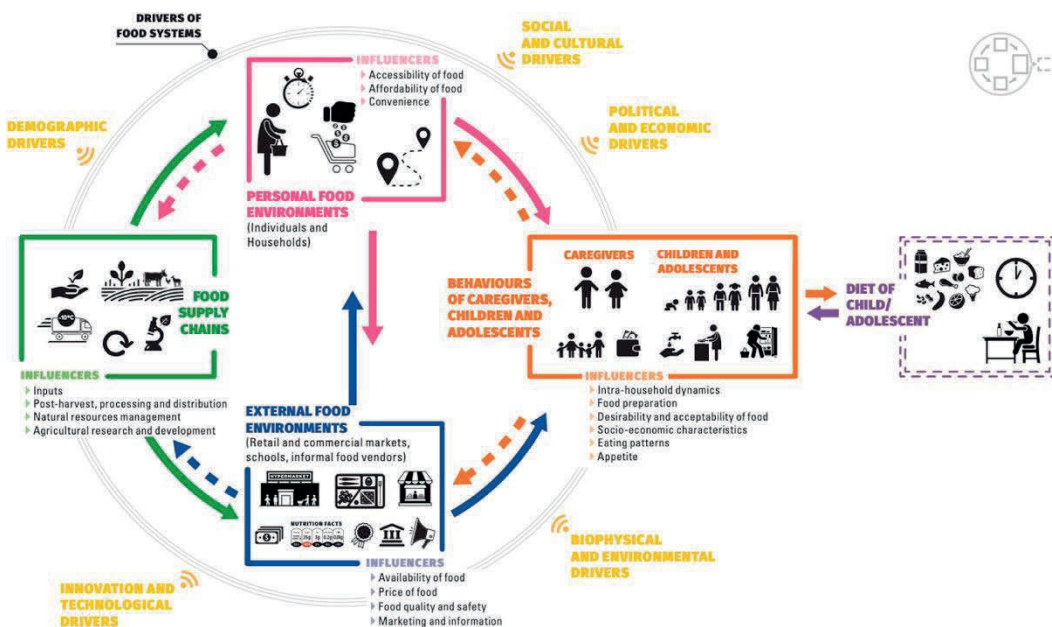 DRIVERS OF
FOOD SYSTEMS
SOCIAL
AND CULTURAL
DRIVERS
POLITICAL
AND ECONOMIC
DRIVERS
DEMOGRAPHIC
DRIVERS
INFLUENCERS
Accessibility of food
Affordability of food
Convenience
PERSONAL FOOD
ENVIRONMENTS
(Individuals and
Households)
-10°C
FOOD
SUPPLY
CHAINS
INFLUENCERS
Inputs
Post-harvest, processing and distribution
Natural resources management
Agricultural research and development
BEHAVIOURS
OF CAREGIVERS,
CHILDREN AND
ADOLESCENTS
CAREGIVERS
CHILDREN AND
ADOLESCENTS
INFLUENCERS
Intra-household dynamics
Food preparation
Desirability and acceptability of food
Socio-economic characteristics
Eating patterns
Appetite
DIET OF
CHILD/
ADOLESCENT
EXTERNAL FOOD
ENVIRONMENTS
(Retail and commercial markets,
schools, informal food vendors)
HYPERMARKET
NUTRITION FACTS
INFLUENCERS
Availability of food
Price of food
Food quality and safety
Marketing and information
BIOPHYSICAL
AND ENVIRONMENTAL
DRIVERS
INNOVATION AND
TECHNOLOGICAL
DRIVERS